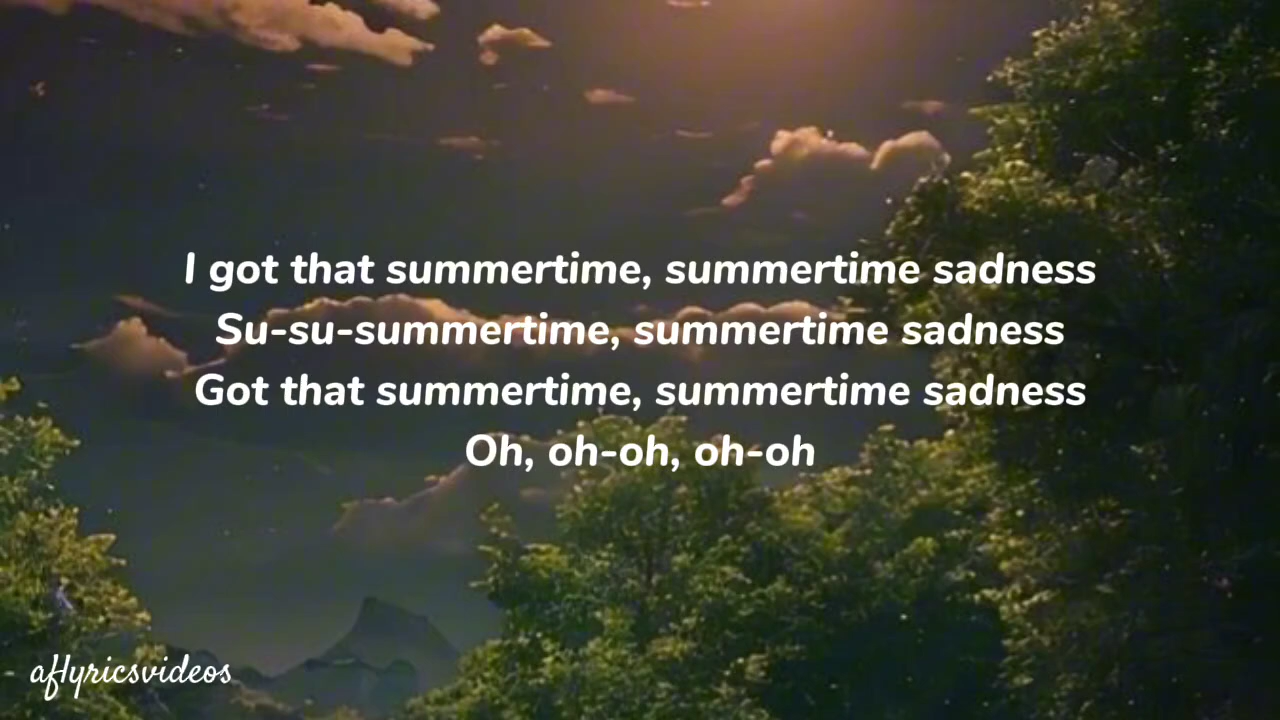 I got that summertime, summertime sadness
Su-su-summertime, summertime sadness
Got that summertime, summertime sadness
Oh, oh-oh, oh-oh
aflyricsvideos